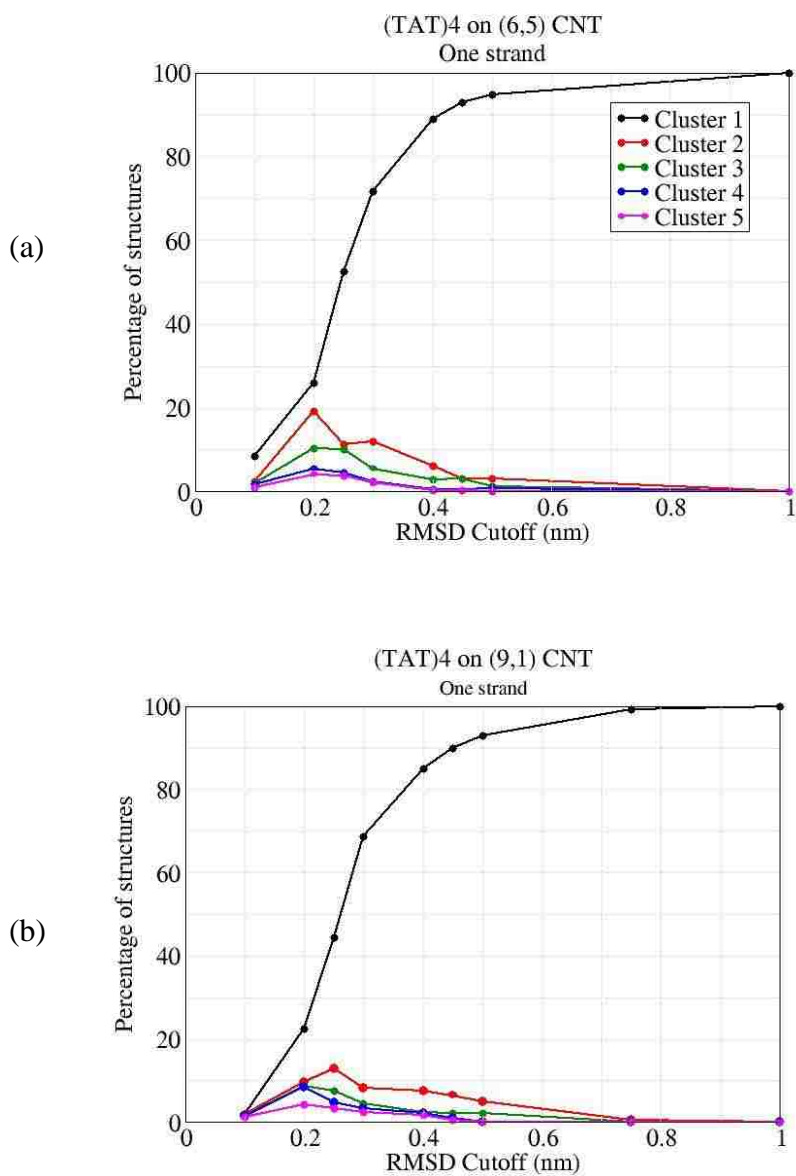 (TAT)4 on (6,5) CNT
One strand
(a)
Percentage of structures
100
80
60
40
20
0
Cluster 1
Cluster 2
Cluster 3
Cluster 4
Cluster 5
0 0.2 0.4 0.6 0.8 1
RMSD Cutoff (nm)
(TAT)4 on (9,1) CNT
One strand
(b)
Percentage of structures
100
80
60
40
20
0
0 0.2 0.4 0.6 0.8 1
RMSD Cutoff (nm)